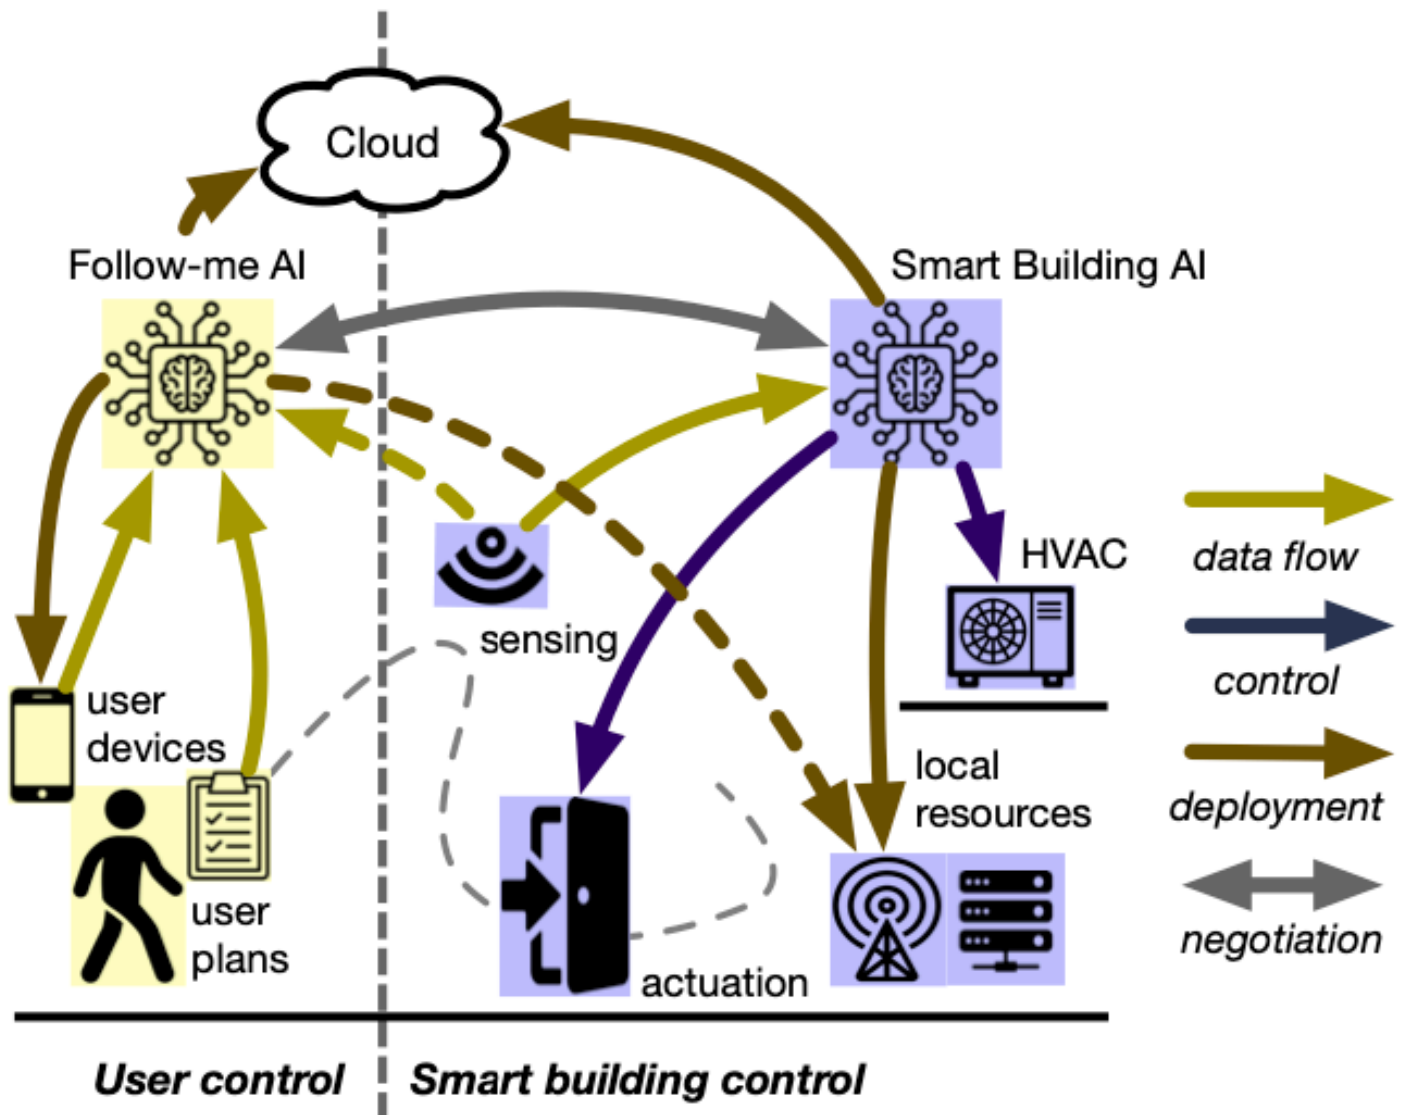 Cloud
Follow-me AI
Smart Building AI
HVAC
data flow
sensing
control
user
devices
local
resources
deployment
user
plans
negotiation
actuation
User control
Smart building control